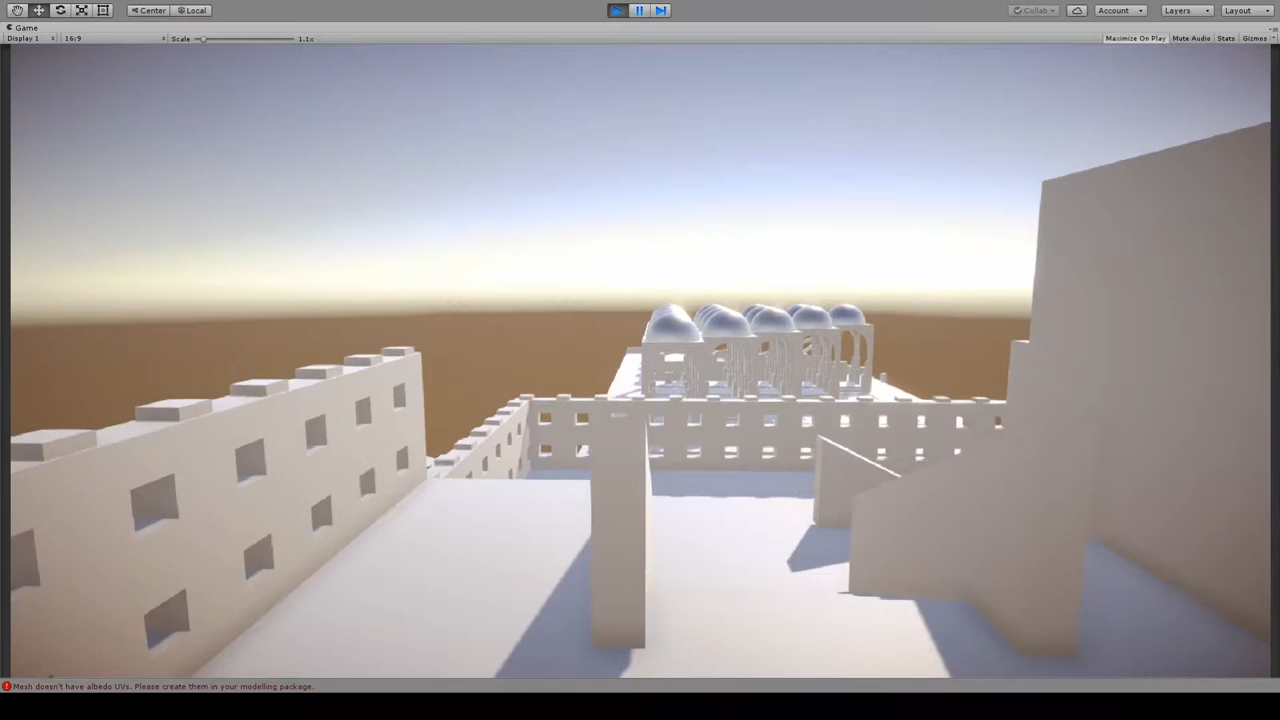 Center Local Collab Account Layers Layout
Game
Display 1 16:9 Scale 1.1x Maximize On Play Mute Audio Stats Gizmos
Mesh doesn't have albedo UVs. Please create them in your modelling package.